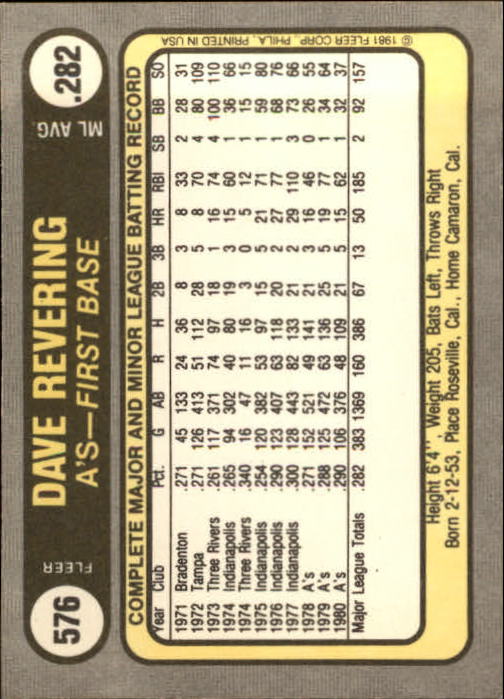 576
FLEER
DAVE REVERING
A'S—FIRST BASE
ML AVG.
.282
COMPLETE MAJOR AND MINOR LEAGUE BATTING RECORD
Year Club Pct. G AB R H 2B 3B HR RBI SB BB SO
1971 Bradenton .271 45 133 24 36 8 3 8 33 2 28 31
1972 Tampa .271 126 413 51 112 28 5 8 70 4 80 109
1973 Three Rivers .261 117 371 74 97 18 1 16 74 4 100 110
1974 Indianapolis .265 94 302 40 80 19 3 15 60 1 36 66
1974 Three Rivers .340 16 47 11 16 3 0 5 12 1 15 15
1975 Indianapolis .254 120 382 53 97 15 5 21 71 1 59 80
1976 Indianapolis .290 123 407 63 118 20 2 27 77 1 68 76
1977 Indianapolis .300 128 443 82 133 21 2 29 110 3 73 66
1978 A's .271 152 521 49 141 21 3 16 46 0 26 55
1979 A's .288 125 472 63 136 25 5 19 77 1 34 64
1980 A's .290 106 376 48 109 21 5 15 62 1 32 37
Major League Totals .282 383 1369 160 386 67 13 50 185 2 92 157
Height 6'4'', Weight 205, Bats Left, Throws Right
Born 2-12-53, Place Roseville, Cal., Home Camaron, Cal.
© 1981 FLEER CORP., PHILA., PRINTED IN USA